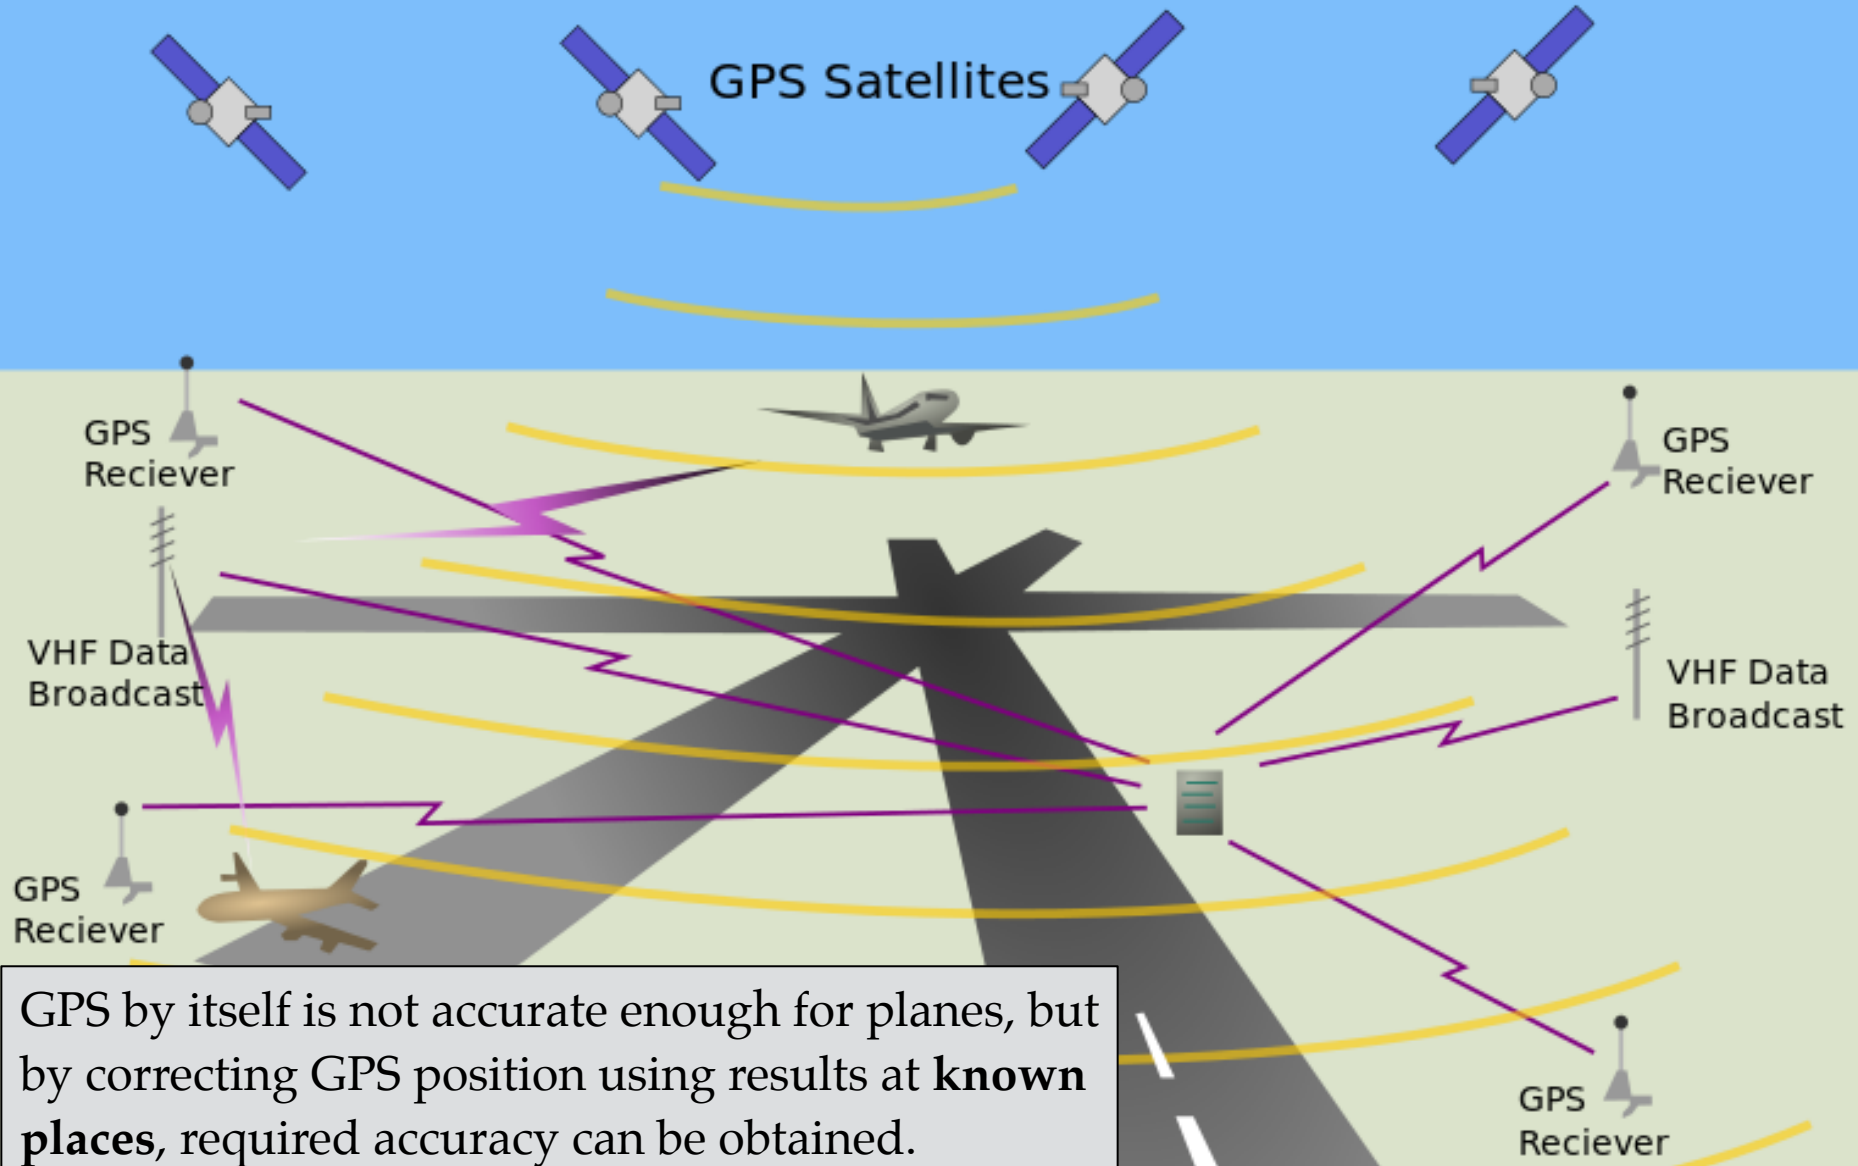 GPS Satellites
GPS
Reciever
GPS
Reciever
VHF Data
Broadcast
VHF Data
Broadcast
GPS
Reciever
GPS by itself is not accurate enough for planes, but
by correcting GPS position using results at known
places, required accuracy can be obtained.
GPS
Reciever